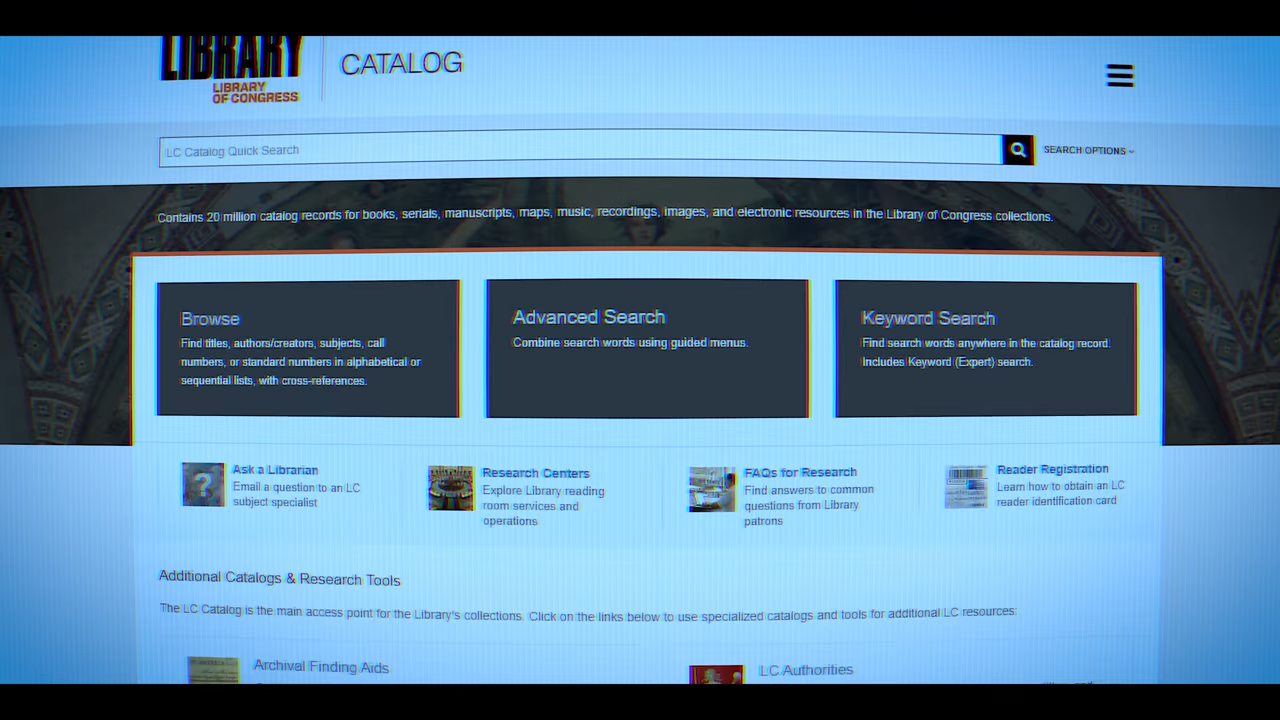 LIBRARY
LIBRARY
OF CONGRESS
CATALOG
LC Catalog Quick Search
SEARCH OPTIONS
Contains 20 million catalog records for books, serials, manuscripts, maps, music, recordings, images, and electronic resources in the Library of Congress collections.
Browse
Find titles, authors/creators, subjects, call
numbers, or standard numbers in alphabetical or
sequential lists, with cross-references.
Advanced Search
Combine search words using guided menus.
Keyword Search
Find search words anywhere in the catalog record.
Includes Keyword (Expert) search.
Ask a Librarian
Email a question to an LC
subject specialist
Research Centers
Explore Library reading
room services and
operations
FAQs for Research
Find answers to common
questions from Library
patrons
Reader Registration
Learn how to obtain an LC
reader identification card
Additional Catalogs & Research Tools
The LC Catalog is the main access point for the Library's collections. Click on the links below to use specialized catalogs and tools for additional LC resources:
Archival Finding Aids
LC Authorities